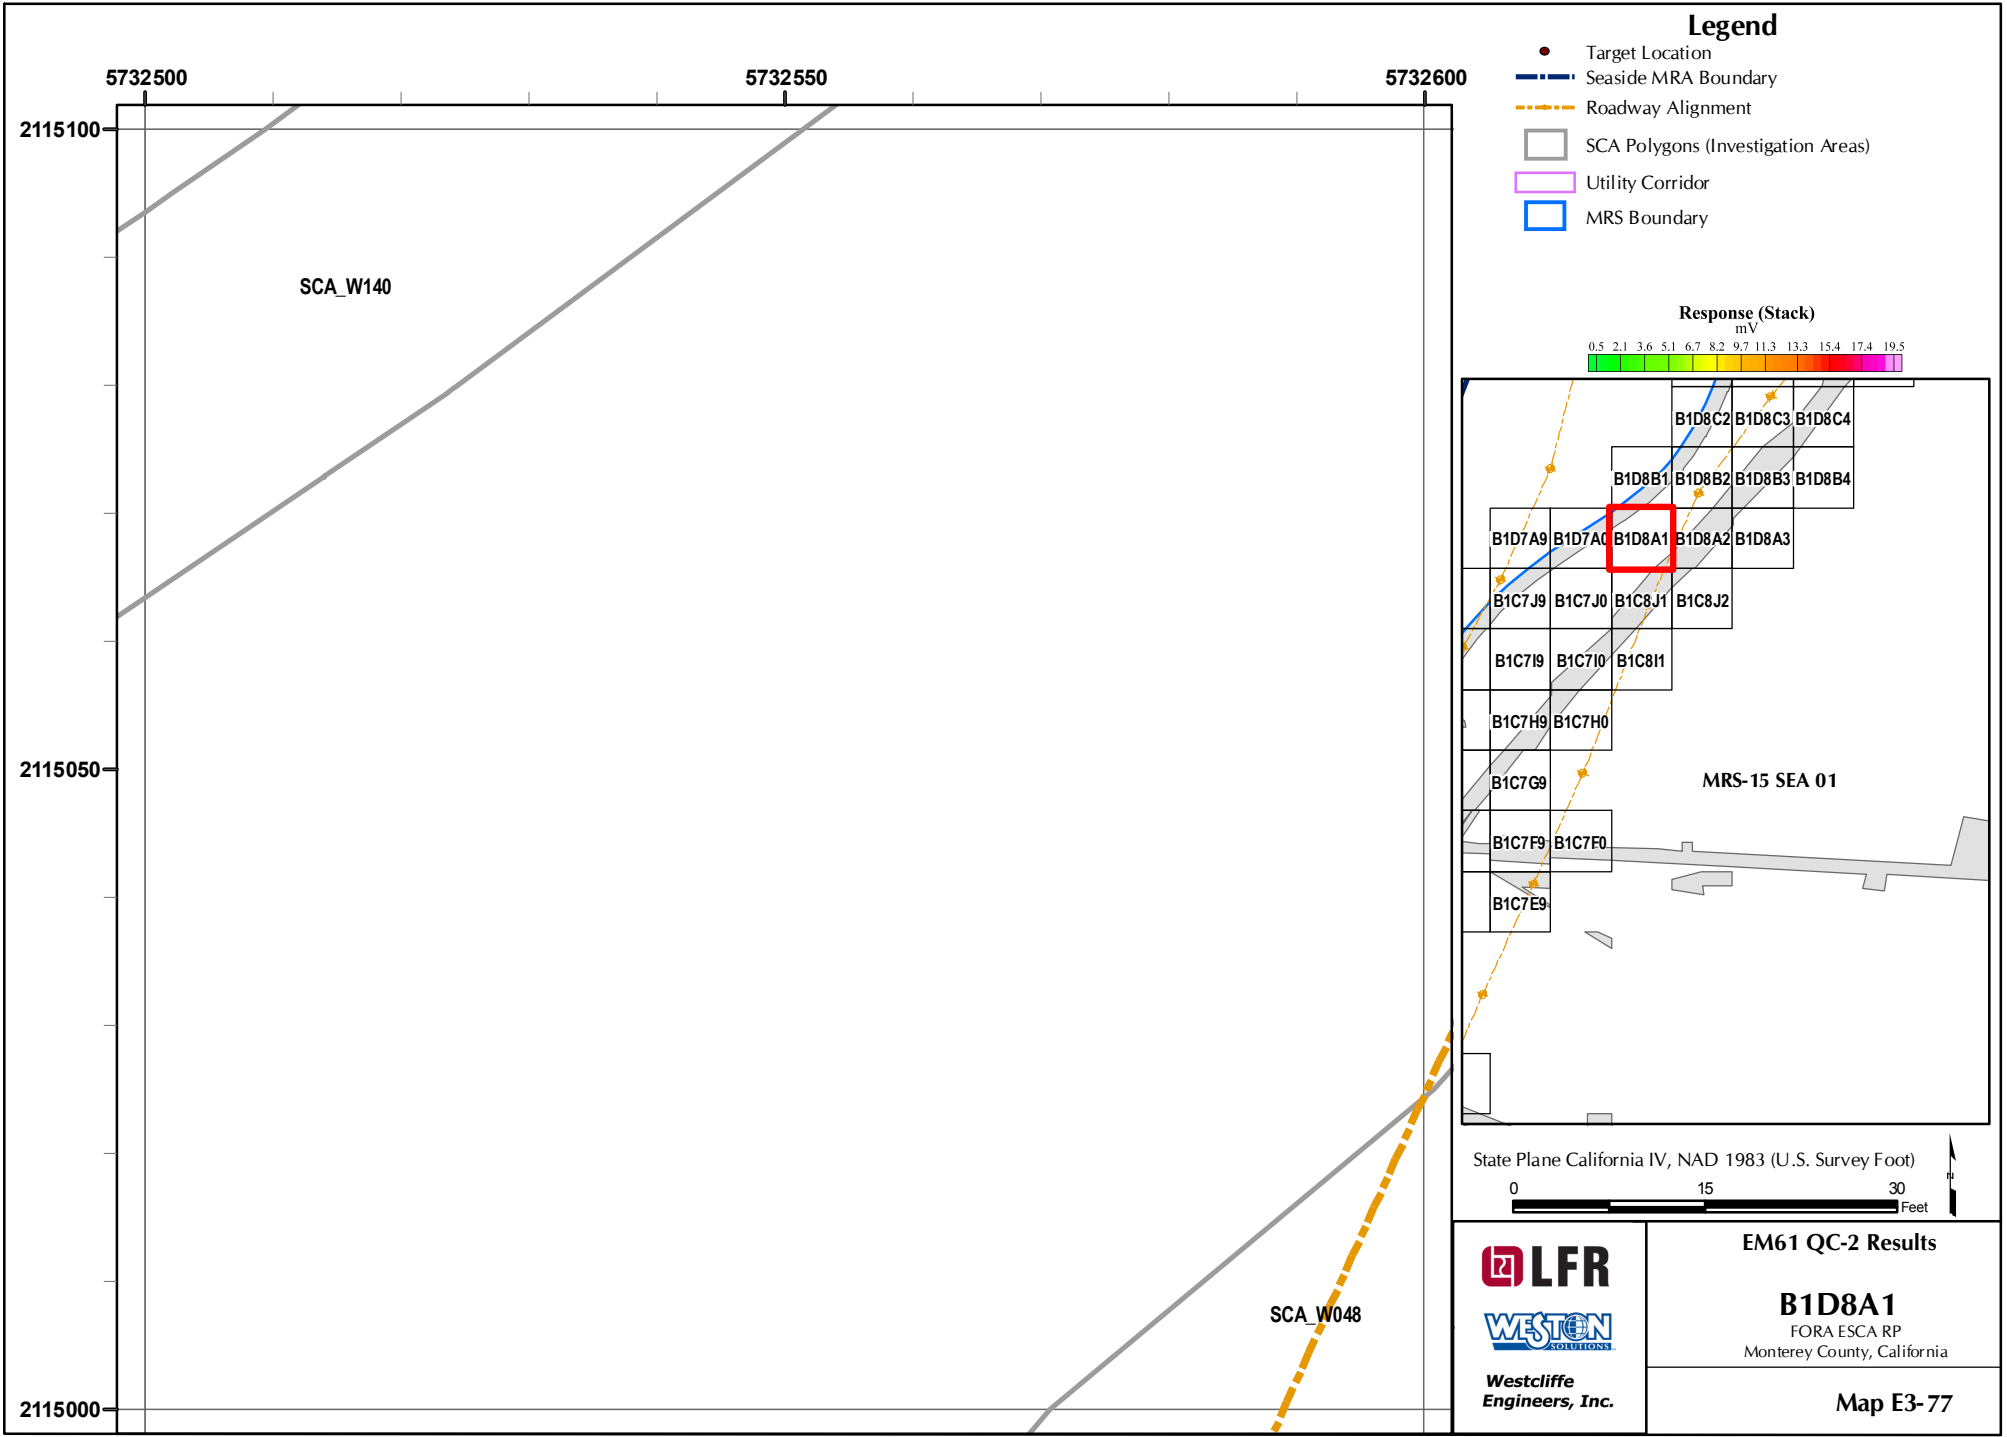 Legend
Target Location
Seaside MRA Boundary
Roadway Alignment
SCA Polygons (Investigation Areas)
Utility Corridor
MRS Boundary
5732500 5732550 5732600
2115100
2115050
2115000
SCA_W140
SCA_W048
Response (Stack)
mV
0.5 2.1 3.6 5.1 6.7 8.2 9.7 11.3 13.3 15.4 17.4 19.5
B1D8C2 B1D8C3 B1D8C4
B1D8B1 B1D8B2 B1D8B3 B1D8B4
B1D7A9 B1D7A0 B1D8A1 B1D8A2 B1D8A3
B1C7J9 B1C7J0 B1C8J1 B1C8J2
B1C7I9 B1C7I0 B1C8I1
B1C7H9 B1C7H0
B1C7G9
MRS-15 SEA 01
B1C7F9 B1C7F0
B1C7E9
State Plane California IV, NAD 1983 (U.S. Survey Foot)
N
0 15 30
Feet
LFR
WESTON
SOLUTIONS
Westcliffe
Engineers, Inc.
EM61 QC-2 Results
B1D8A1
FORA ESCA RP
Monterey County, California
Map E3-77